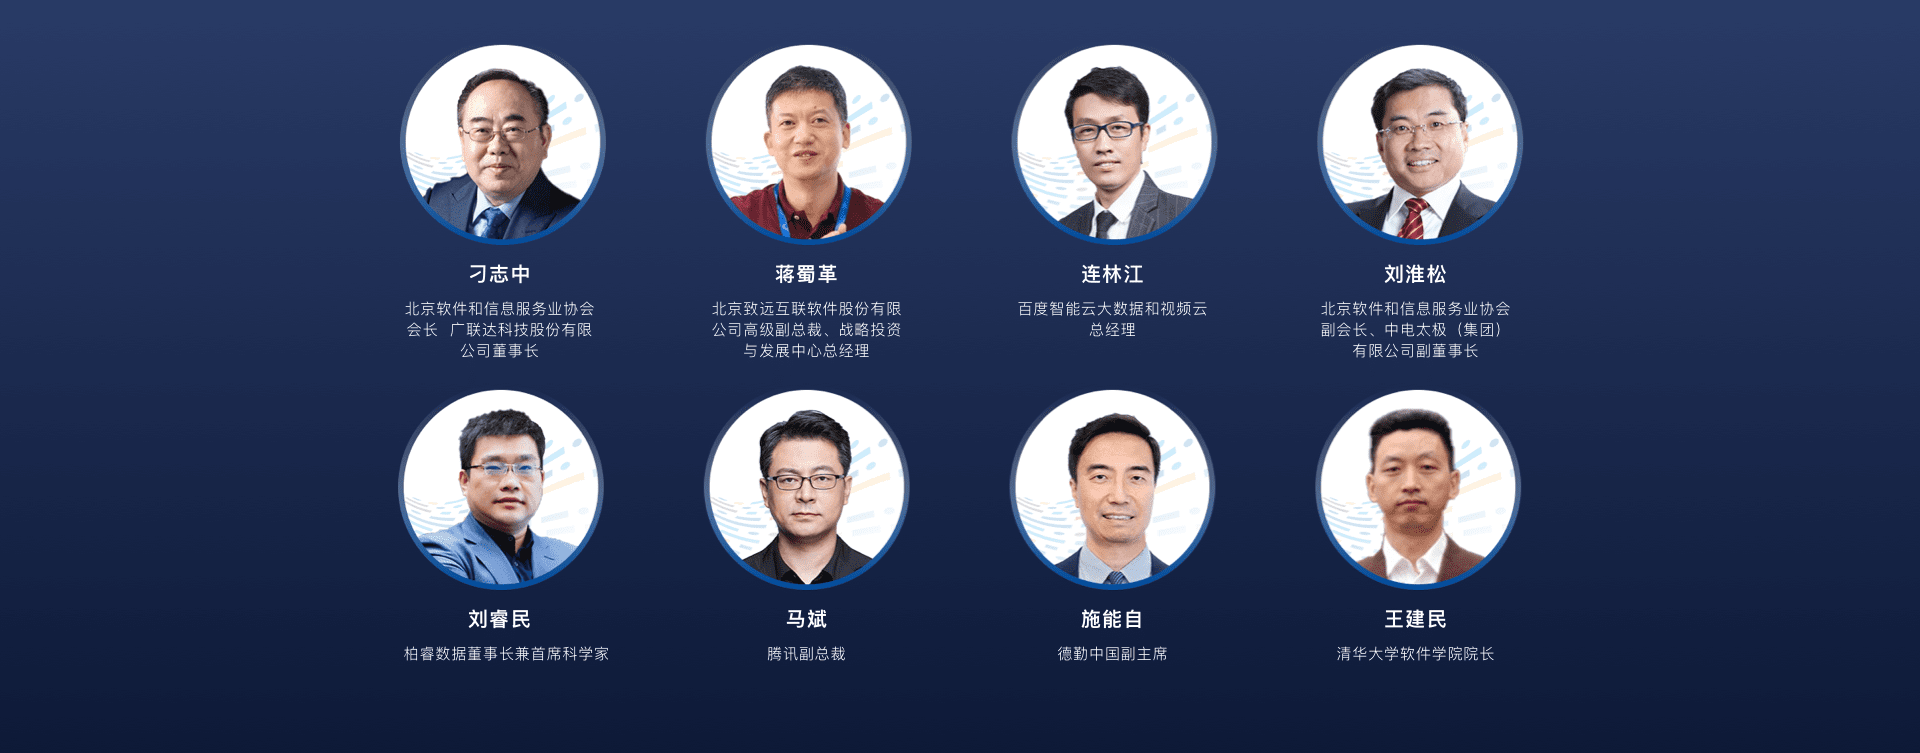 刁志中
蒋蜀革
连林江
刘淮松
北京软件和信息服务业协会
会长 广联达科技股份有限
公司董事长
北京致远互联软件股份有限
公司高级副总裁、战略投资
与发展中心总经理
百度智能云大数据和视频云
总经理
北京软件和信息服务业协会
副会长、中电太极（集团）
有限公司副董事长
刘睿民
马斌
施能自
王建民
柏睿数据董事长兼首席科学家
腾讯副总裁
德勤中国副主席
清华大学软件学院院长